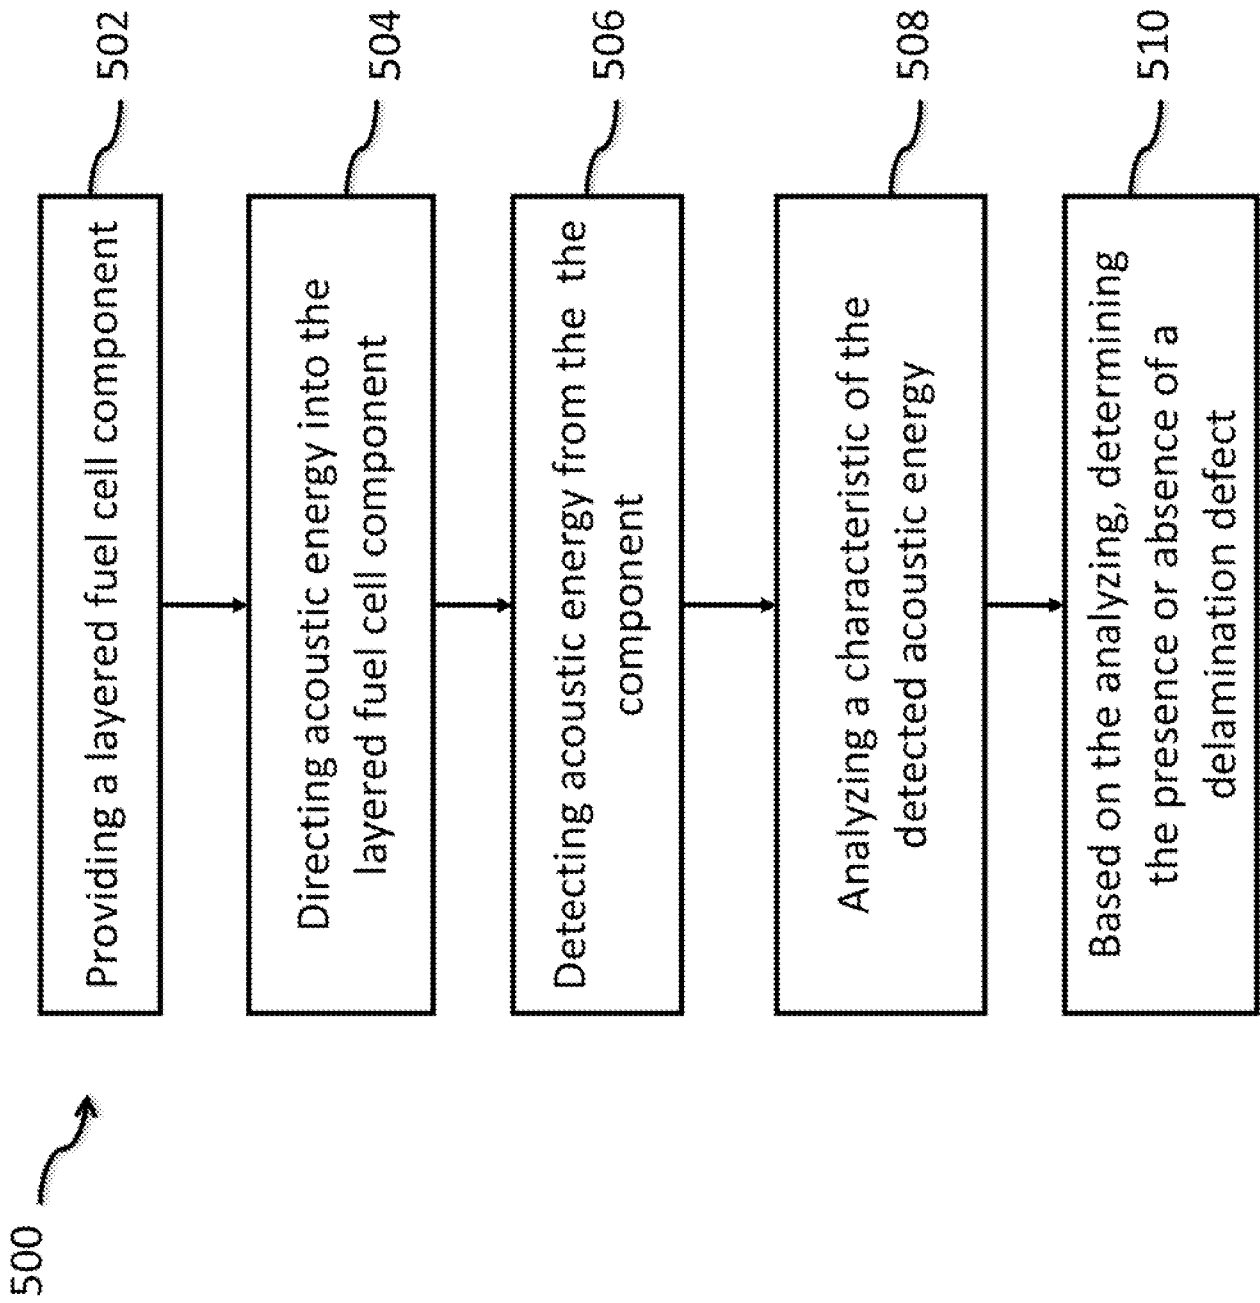 500
Providing a layered fuel cell component
502
Directing acoustic energy into the
layered fuel cell component
504
Detecting acoustic energy from the the
component
506
Analyzing a characteristic of the
detected acoustic energy
508
Based on the analyzing, determining
the presence or absence of a
delamination defect
510